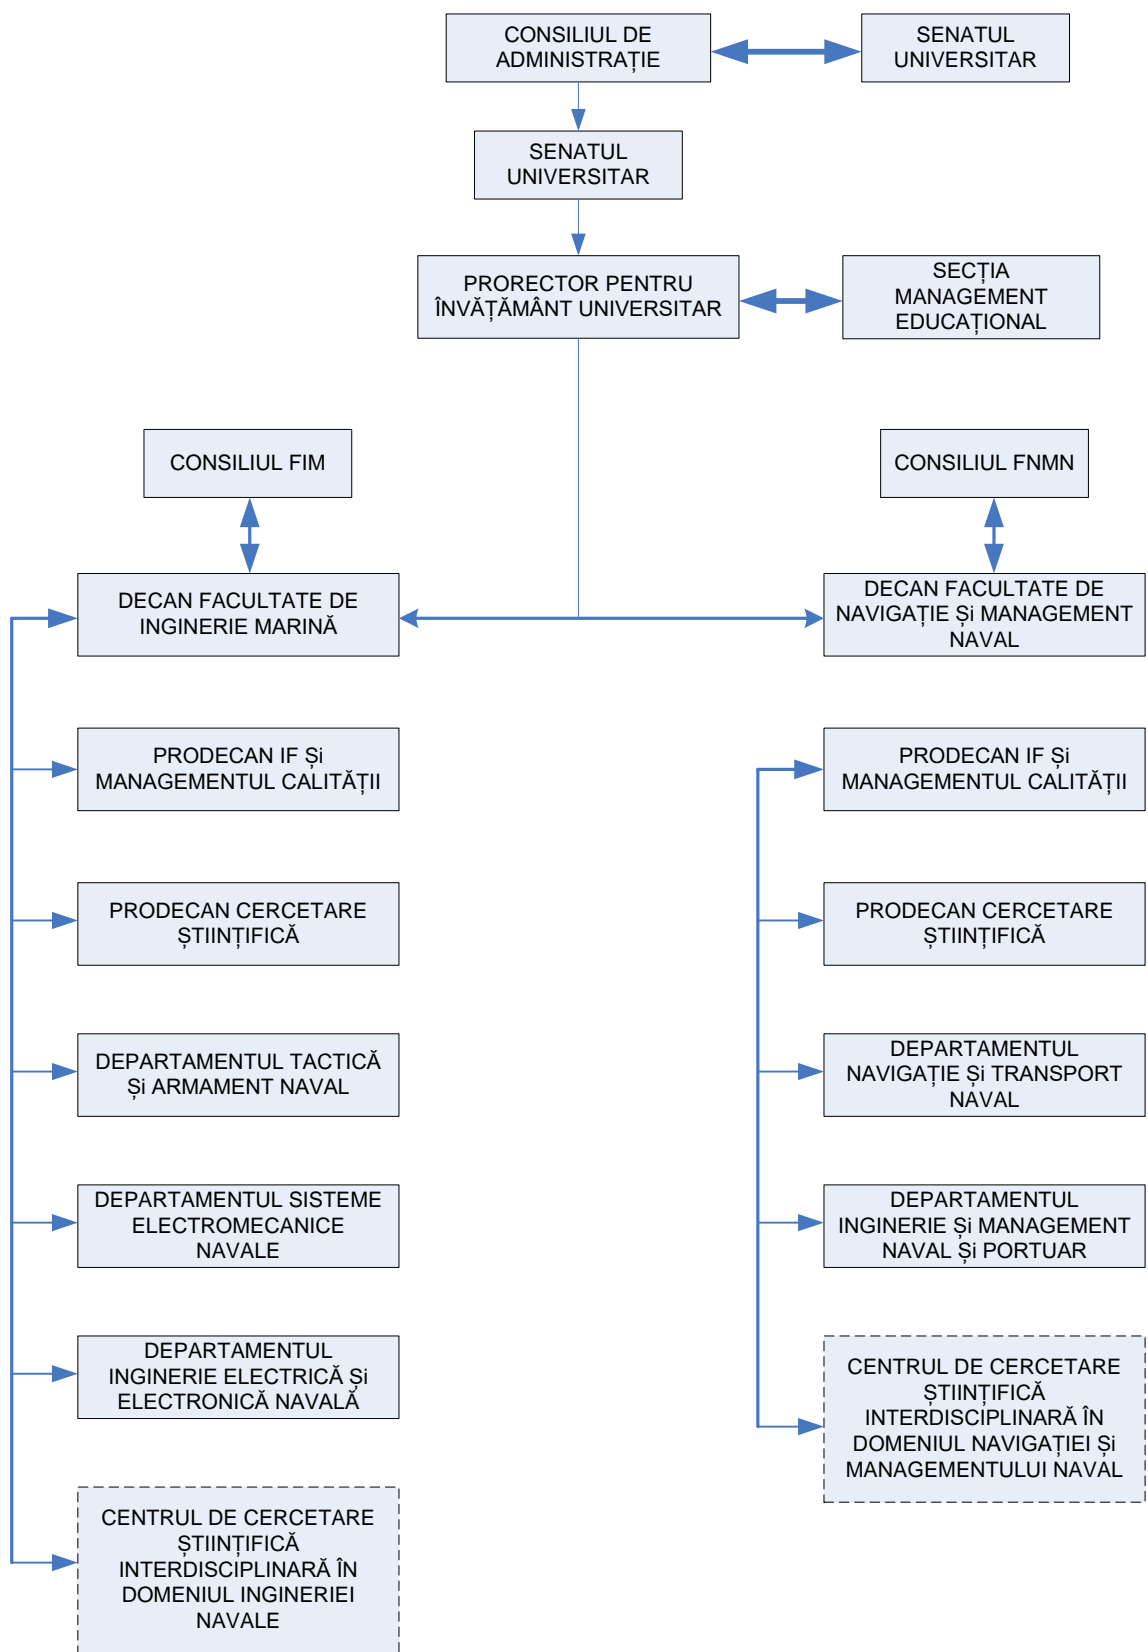 CONSILIUL DE
ADMINISTRAȚIE
SENATUL
UNIVERSITAR
SENATUL
UNIVERSITAR
PRORECTOR PENTRU
ÎNVĂȚĂMÂNT UNIVERSITAR
SECȚIA
MANAGEMENT
EDUCAȚIONAL
CONSILIUL FIM
CONSILIUL FNMN
DECAN FACULTATE DE
INGINERIE MARINĂ
DECAN FACULTATE DE
NAVIGAȚIE Și MANAGEMENT
NAVAL
PRODECAN IF Și
MANAGEMENTUL CALITĂȚII
PRODECAN IF Și
MANAGEMENTUL CALITĂȚII
PRODECAN CERCETARE
ȘTIINȚIFICĂ
PRODECAN CERCETARE
ȘTIINȚIFICĂ
DEPARTAMENTUL TACTICĂ
Și ARMAMENT NAVAL
DEPARTAMENTUL
NAVIGAȚIE Și TRANSPORT
NAVAL
DEPARTAMENTUL SISTEME
ELECTROMECANICE
NAVALE
DEPARTAMENTUL
INGINERIE Și MANAGEMENT
NAVAL Și PORTUAR
DEPARTAMENTUL
INGINERIE ELECTRICĂ Și
ELECTRONICĂ NAVALĂ
CENTRUL DE CERCETARE
ȘTIINȚIFICĂ
INTERDISCIPLINARĂ ÎN
DOMENIUL NAVIGAȚIEI Și
MANAGEMENTULUI NAVAL
CENTRUL DE CERCETARE
ȘTIINȚIFICĂ
INTERDISCIPLINARĂ ÎN
DOMENIUL INGINERIEI
NAVALE